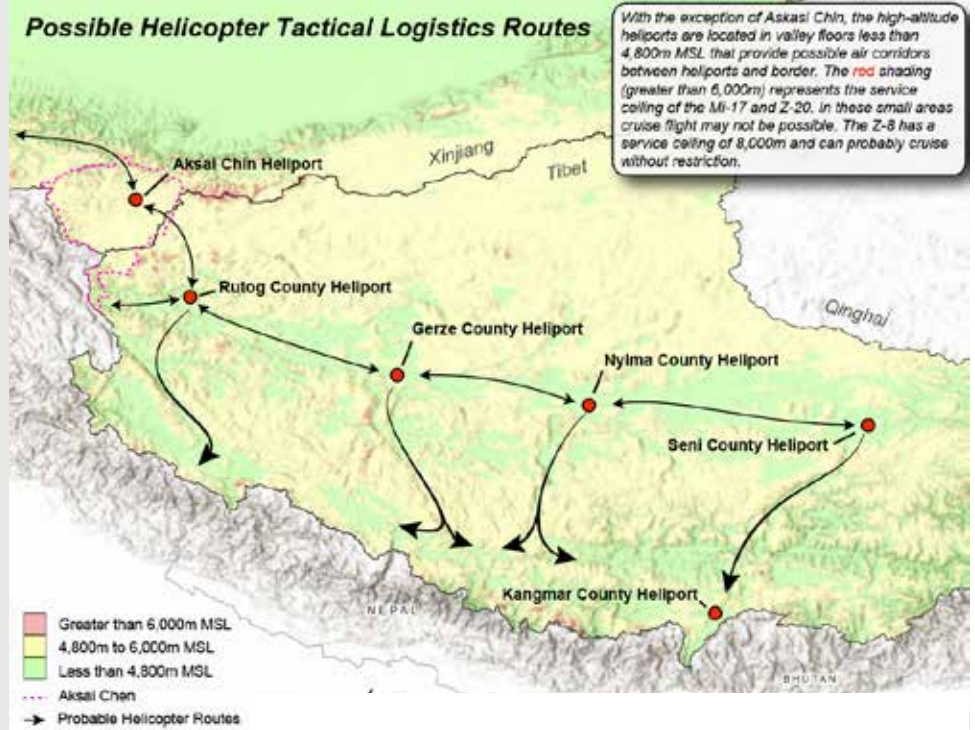 Possible Helicopter Tactical Logistics Routes
With the exception of Askasi Chin, the high-altitude
heliports are located in valley floors less than
4,800m MSL that provide possible air corridors
between heliports and border. The red shading
(greater than 6,000m) represents the service
ceiling of the Mi-17 and Z-20. In these small areas
cruise flight may not be possible. The Z-8 has a
service ceiling of 8,000m and can probably cruise
without restriction.
Aksai Chin Heliport
Xinjiang
Tibet
Rutog County Heliport
Qinghai
Gerze County Heliport
Nyima County Heliport
Seni County Heliport
Kangmar County Heliport
NEPAL
BHUTAN
Greater than 6,000m MSL
4,800m to 6,000m MSL
Less than 4,800m MSL
Aksai Chen
Probable Helicopter Routes